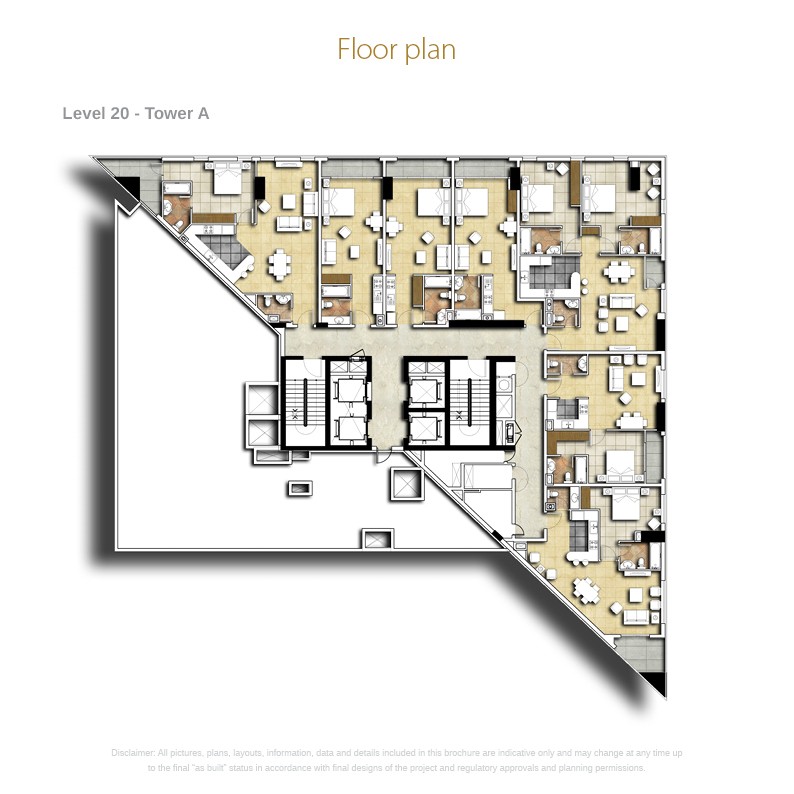 Floor plan
Level 20 - Tower A
Disclaimer: All pictures, plans, layouts, information, data and details included in this brochure are indicative only and may change at any time up
to the final "as built" status in accordance with final designs of the project and regulatory approvals and planning permissions.